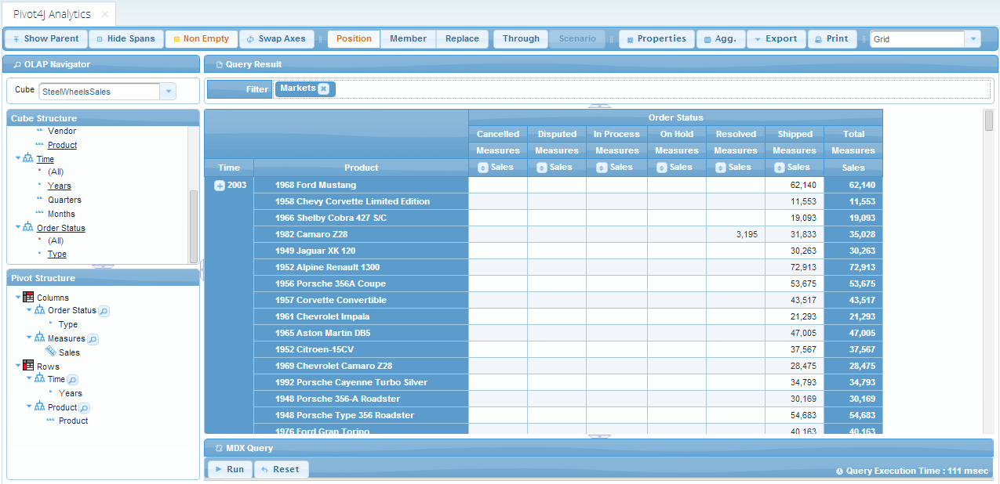 Pivot4J Analytics
Show Parent Hide Spans Non Empty Swap Axes Position Member Replace Through Scenario Properties Agg. Export Print Grid
OLAP Navigator
Cube SteelWheelsSales
Cube Structure
Vendor
Product
Time
(All)
Years
Quarters
Months
Order Status
(All)
Type
Pivot Structure
Columns
Order Status
Type
Measures
Sales
Rows
Time
Years
Product
Product
Query Result
Filter Markets
Order Status
Cancelled Disputed In Process On Hold Resolved Shipped Total
Measures Measures Measures Measures Measures Measures Measures
Time Product Sales Sales Sales Sales Sales Sales Sales
2003 1968 Ford Mustang 62,140 62,140
1958 Chevy Corvette Limited Edition 11,553 11,553
1966 Shelby Cobra 427 S/C 19,093 19,093
1982 Camaro Z28 3,195 31,833 35,028
1949 Jaguar XK 120 30,263 30,263
1952 Alpine Renault 1300 72,913 72,913
1956 Porsche 356A Coupe 53,675 53,675
1957 Corvette Convertible 43,517 43,517
1961 Chevrolet Impala 21,293 21,293
1965 Aston Martin DB5 47,005 47,005
1952 Citroen-15CV 37,567 37,567
1969 Chevrolet Camaro Z28 28,475 28,475
1992 Porsche Cayenne Turbo Silver 34,793 34,793
1948 Porsche 356-A Roadster 30,169 30,169
1948 Porsche Type 356 Roadster 54,683 54,683
1976 Ford Gran Torino 40,163 40,163
MDX Query
Run Reset
Query Execution Time : 111 msec